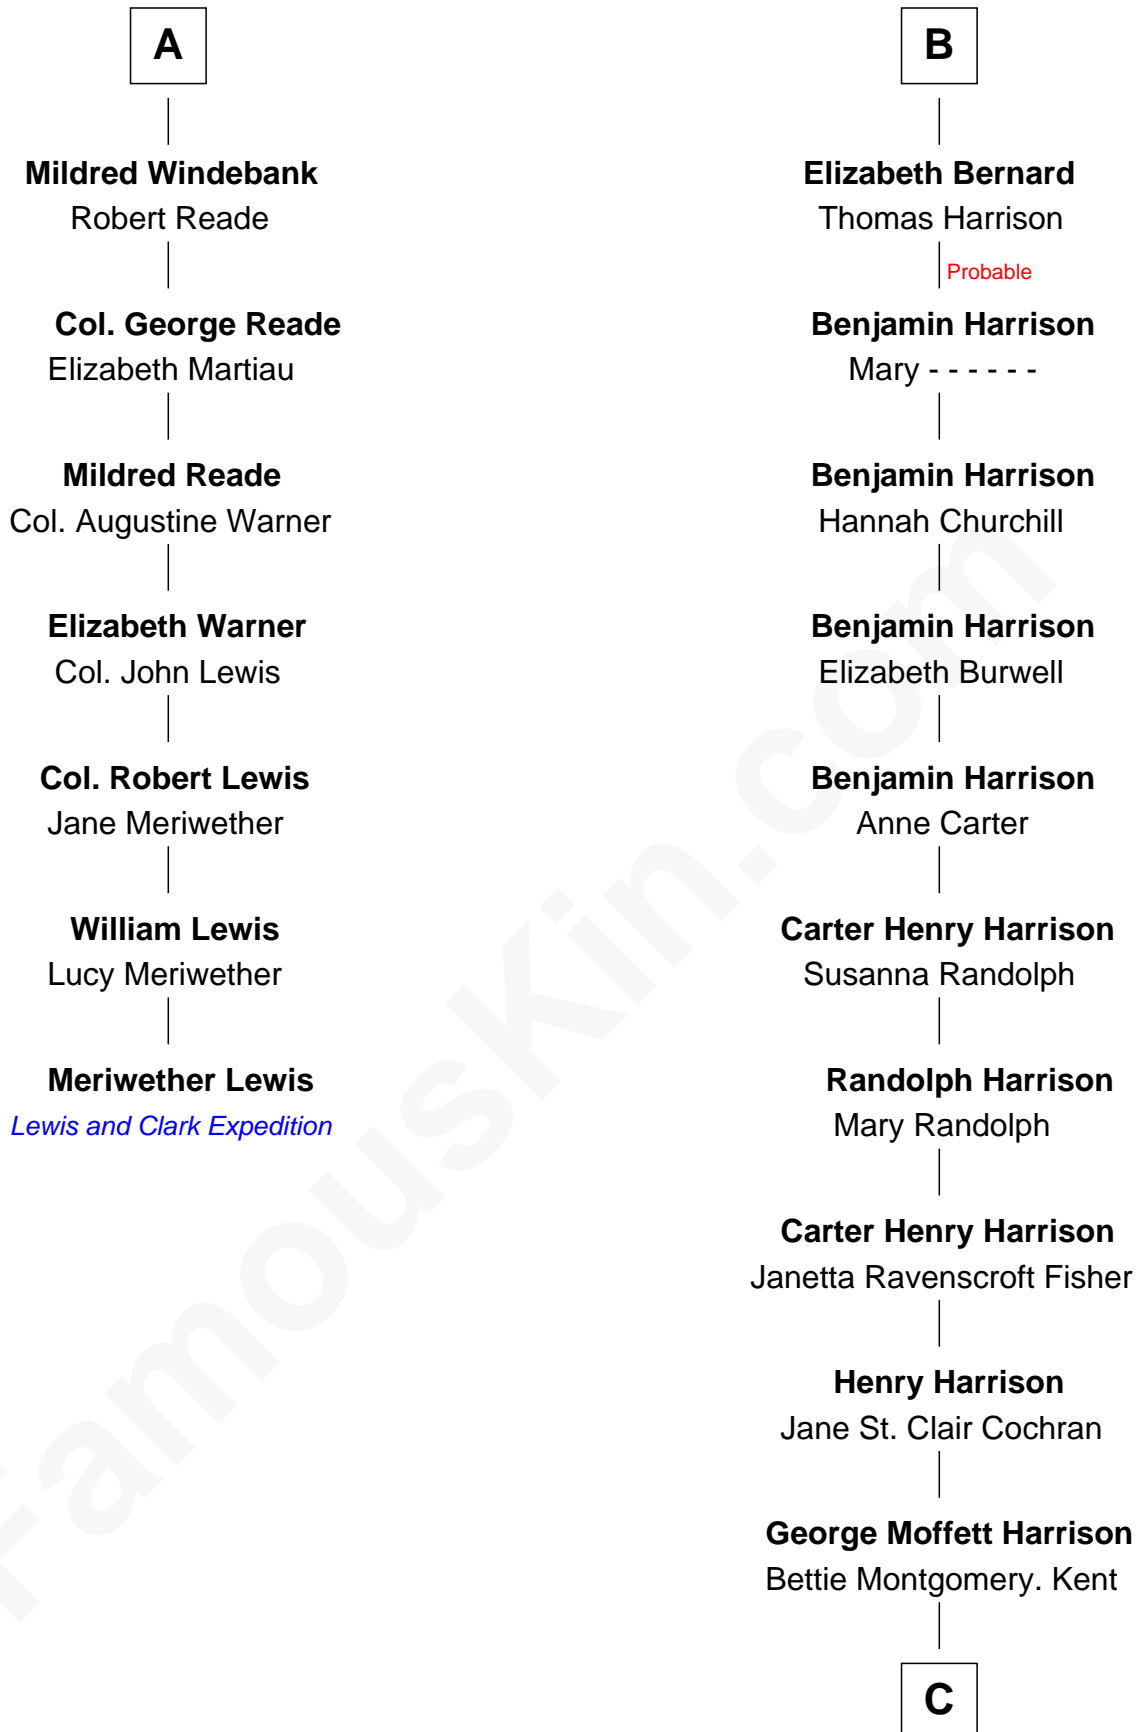 A
Mildred Windebank
Robert Reade
Col. George Reade
Elizabeth Martiau
Mildred Reade
Col. Augustine Warner
Elizabeth Warner
Col. John Lewis
Col. Robert Lewis
Jane Meriwether
William Lewis
Lucy Meriwether
Meriwether Lewis
Lewis and Clark Expedition
B
Elizabeth Bernard
Thomas Harrison
Probable
Benjamin Harrison
Mary - - - - - -
Benjamin Harrison
Hannah Churchill
Benjamin Harrison
Elizabeth Burwell
Benjamin Harrison
Anne Carter
Carter Henry Harrison
Susanna Randolph
Randolph Harrison
Mary Randolph
Carter Henry Harrison
Janetta Ravenscroft Fisher
Henry Harrison
Jane St. Clair Cochran
George Moffett Harrison
Bettie Montgomery. Kent
C
FamousKin.com